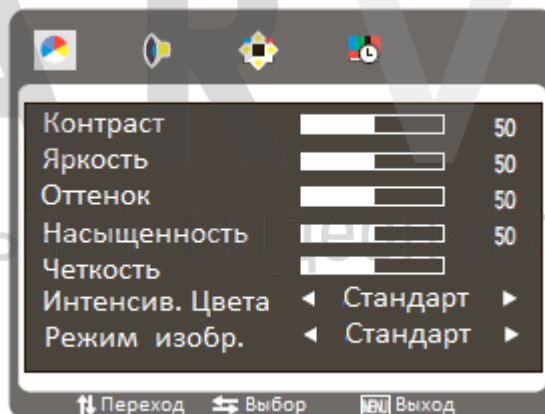 Контраст 50
Яркость 50
Оттенок 50
Насыщенность 50
Четкость
Интенсив. Цвета ◄ Стандарт ►
Режим изобр. ◄ Стандарт ►
Переход Выбор MENU Выход